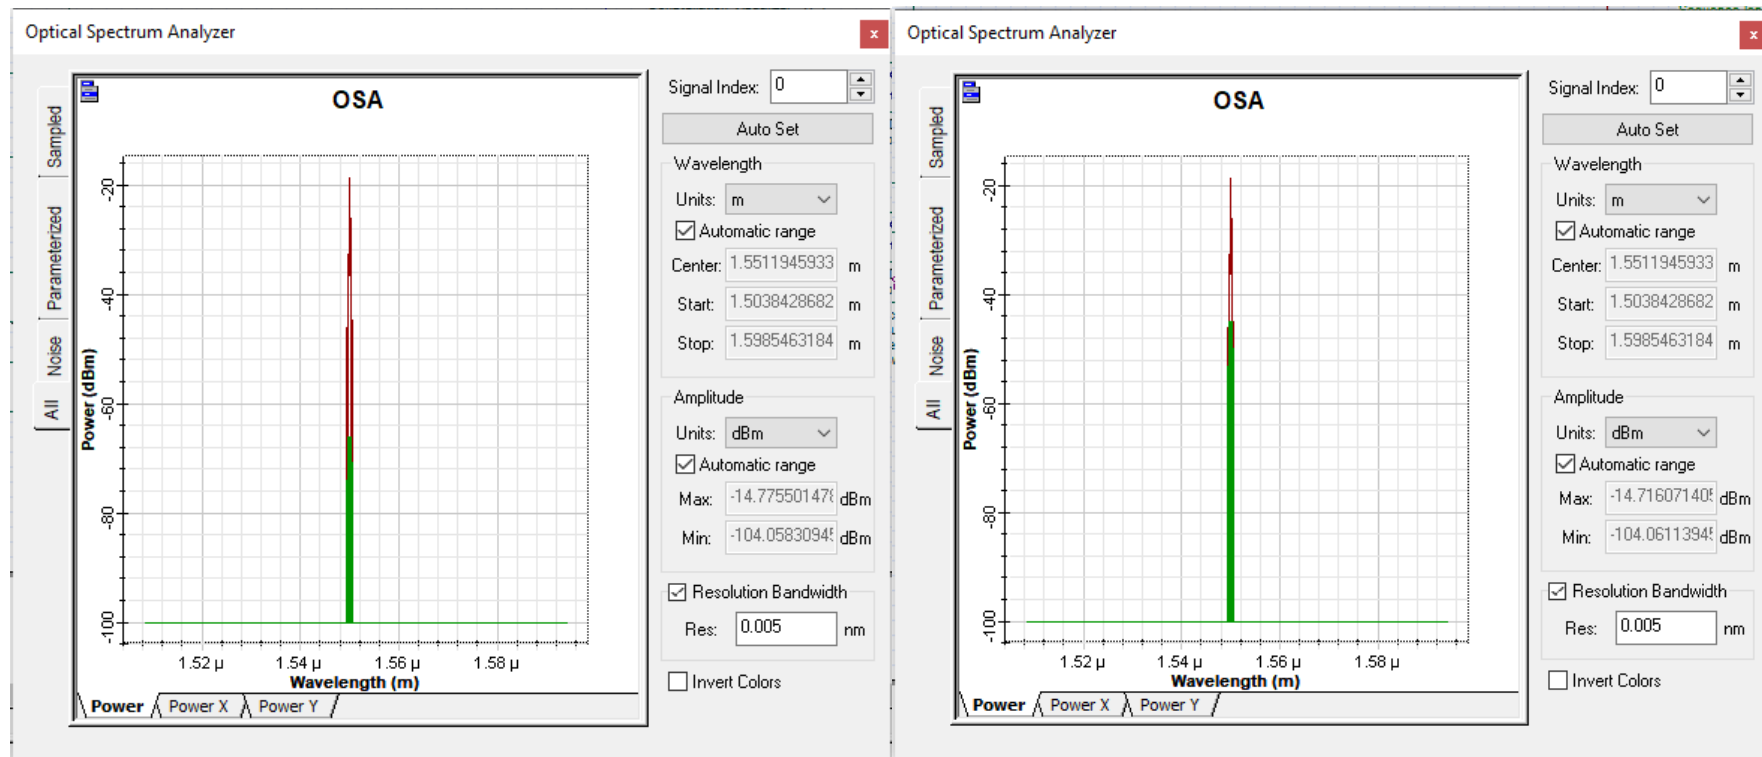 Optical Spectrum Analyzer
x
OSA
Sampled
Parameterized
Noise
All
Power (dBm)
-20
-40
-60
-80
-100
1.52 µ
1.54 µ
1.56 µ
1.58 µ
Wavelength (m)
Power
Power X
Power Y
Signal Index:
0
Auto Set
Wavelength
Units:
m
Automatic range
Center:
1.5511945933
m
Start:
1.5038428682
m
Stop:
1.5985463184
m
Amplitude
Units:
dBm
Automatic range
Max:
-14.77550147
dBm
Min:
-104.0583094
dBm
Resolution Bandwidth
Res:
0.005
nm
Invert Colors
Optical Spectrum Analyzer
x
OSA
Sampled
Parameterized
Noise
All
Power (dBm)
-20
-40
-60
-80
-100
1.52 µ
1.54 µ
1.56 µ
1.58 µ
Wavelength (m)
Power
Power X
Power Y
Signal Index:
0
Auto Set
Wavelength
Units:
m
Automatic range
Center:
1.5511945933
m
Start:
1.5038428682
m
Stop:
1.5985463184
m
Amplitude
Units:
dBm
Automatic range
Max:
-14.71607140
dBm
Min:
-104.0611394
dBm
Resolution Bandwidth
Res:
0.005
nm
Invert Colors